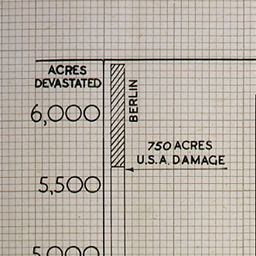 ACRES
DEVASTATED
6,000
BERLIN
750 ACRES
U.S.A. DAMAGE
5,500
5,000